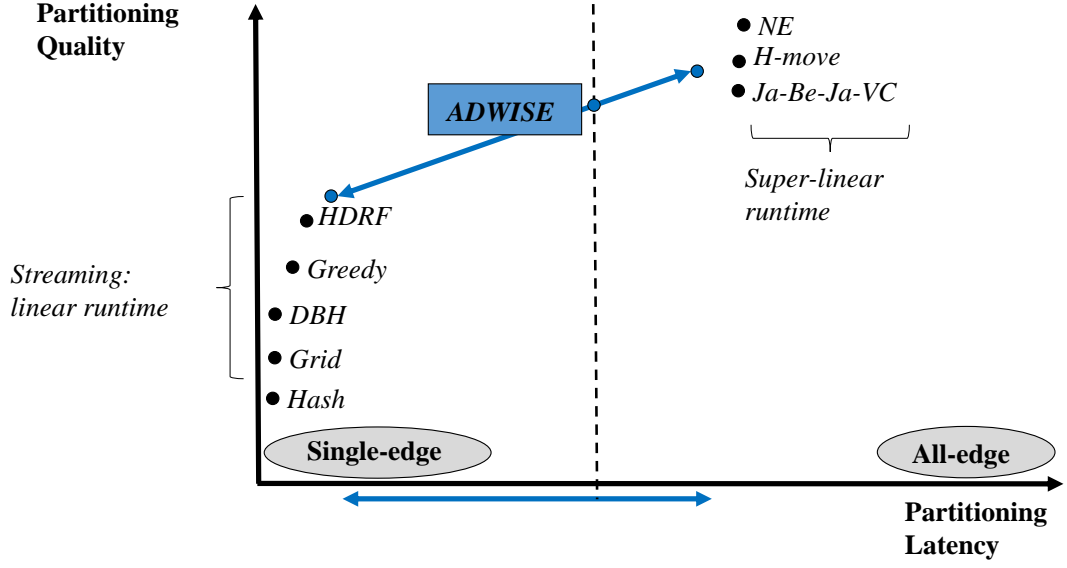 Partitioning
Quality
NE
H-move
Ja-Be-Ja-VC
ADWISE
Super-linear
runtime
HDRF
Streaming:
linear runtime
Greedy
DBH
Grid
Hash
Single-edge
All-edge
Partitioning
Latency